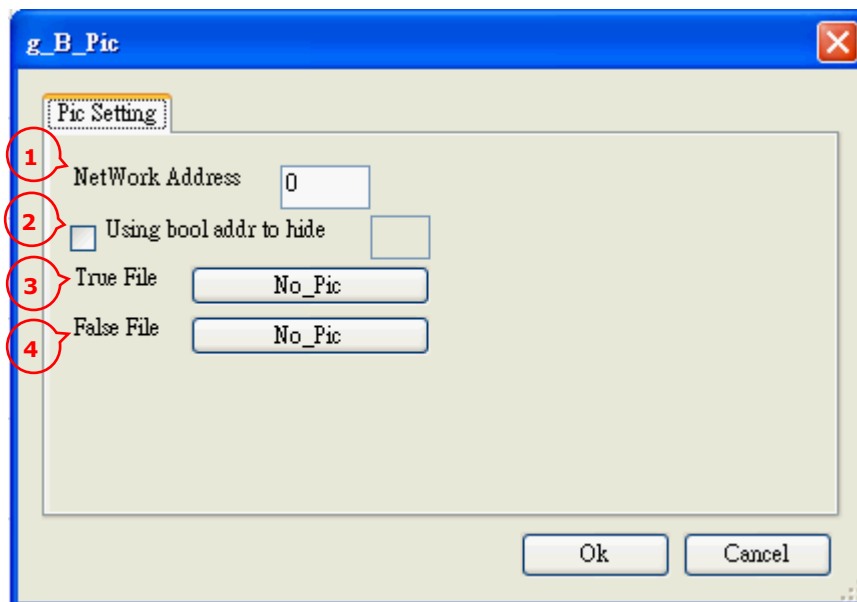 g_B_Pic
Pic Setting
1
NetWork Address 0
2
Using bool addr to hide
3
True File No_Pic
4
False File No_Pic
Ok Cancel